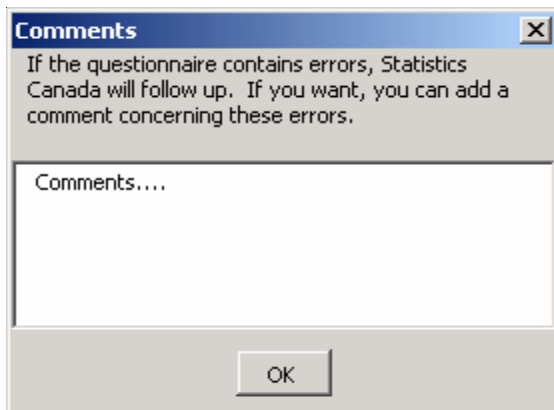 Comments
If the questionnaire contains errors, Statistics
Canada will follow up.  If you want, you can add a
comment concerning these errors.
Comments....
OK